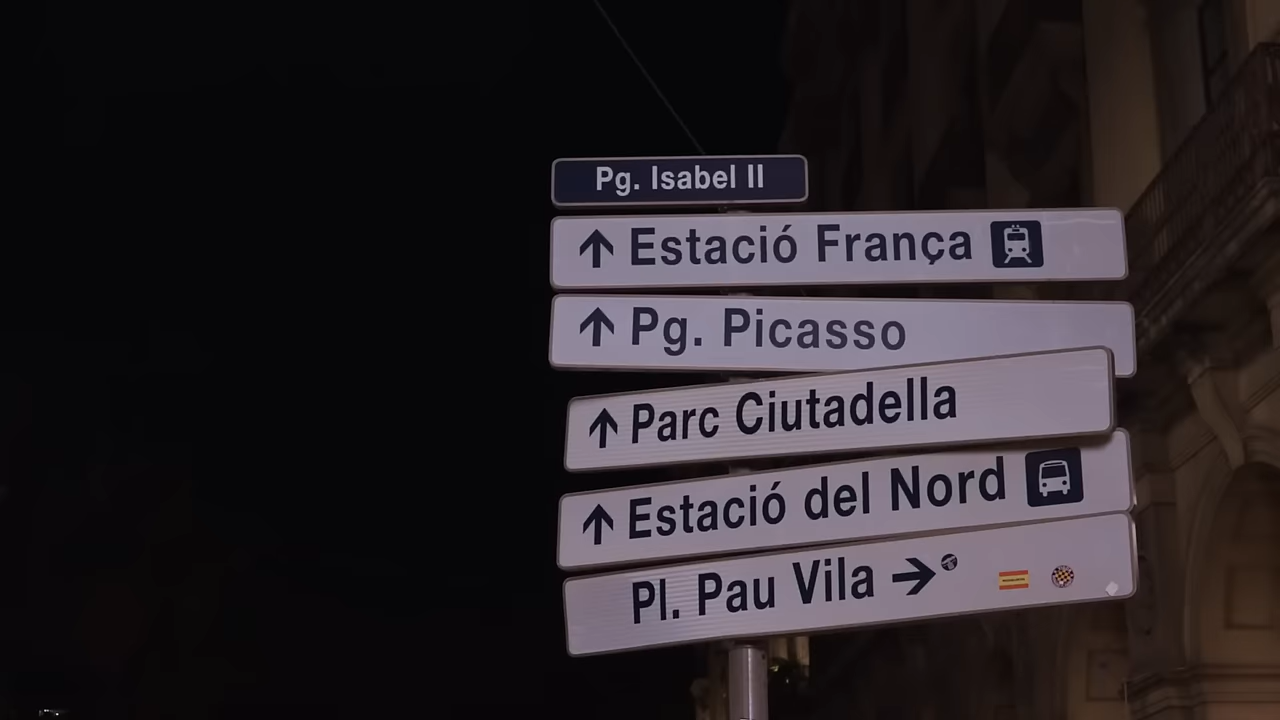 Pg. Isabel II
Estació França
Pg. Picasso
Parc Ciutadella
Estació del Nord
Pl. Pau Vila